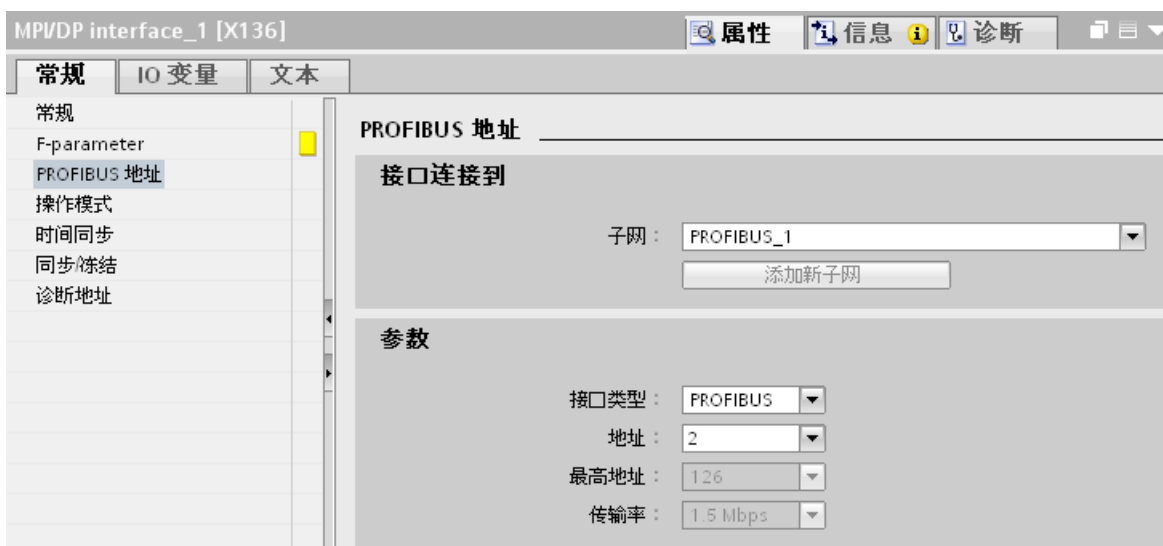 MPI/DP interface_1 [X136]
属性 信息 诊断
常规 IO 变量 文本
常规
F-parameter
PROFIBUS 地址
操作模式
时间同步
同步/冻结
诊断地址
PROFIBUS 地址
接口连接到
子网： PROFIBUS_1
添加新子网
参数
接口类型： PROFIBUS
地址： 2
最高地址： 126
传输率： 1.5 Mbps